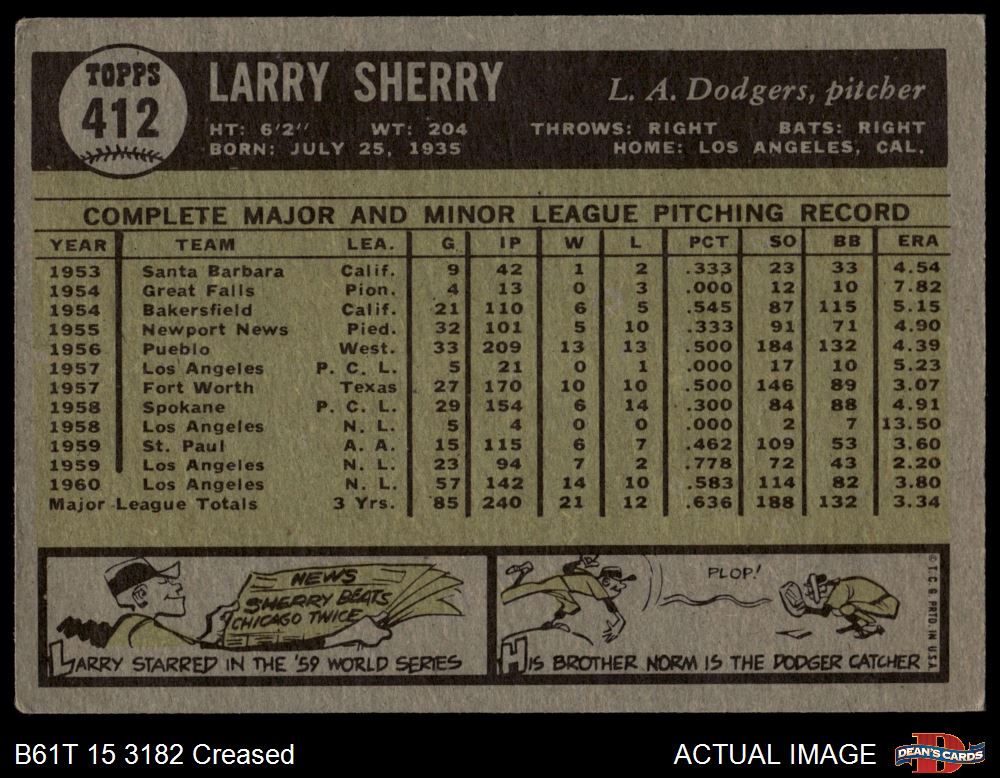 TOPPS
412
LARRY SHERRY
L. A. Dodgers, pitcher
HT: 6'2" WT: 204 THROWS: RIGHT BATS: RIGHT
BORN: JULY 25, 1935 HOME: LOS ANGELES, CAL.
COMPLETE MAJOR AND MINOR LEAGUE PITCHING RECORD
YEAR TEAM LEA. G IP W L PCT SO BB ERA
1953 Santa Barbara Calif. 9 42 1 2 .333 23 33 4.54
1954 Great Falls Pion. 4 13 0 3 .000 12 10 7.82
1954 Bakersfield Calif. 21 110 6 5 .545 87 115 5.15
1955 Newport News Pied. 32 101 5 10 .333 91 71 4.90
1956 Pueblo West. 33 209 13 13 .500 184 132 4.39
1957 Los Angeles P. C. L. 5 21 0 1 .000 17 10 5.23
1957 Fort Worth Texas 27 170 10 10 .500 146 89 3.07
1958 Spokane P. C. L. 29 154 6 14 .300 84 88 4.91
1958 Los Angeles N. L. 5 4 0 0 .000 2 7 13.50
1959 St. Paul A. A. 15 115 6 7 .462 109 53 3.60
1959 Los Angeles N. L. 23 94 7 2 .778 72 43 2.20
1960 Los Angeles N. L. 57 142 14 10 .583 114 82 3.80
Major League Totals 3 Yrs. 85 240 21 12 .636 188 132 3.34
NEWS
SHERRY BEATS
CHICAGO TWICE
LARRY STARRED IN THE '59 WORLD SERIES
PLOP!
HIS BROTHER NORM IS THE DODGER CATCHER
© T. C. G. PRTD. IN U.S.A.
B61T 15 3182 Creased
ACTUAL IMAGE
DEAN'S CARDS